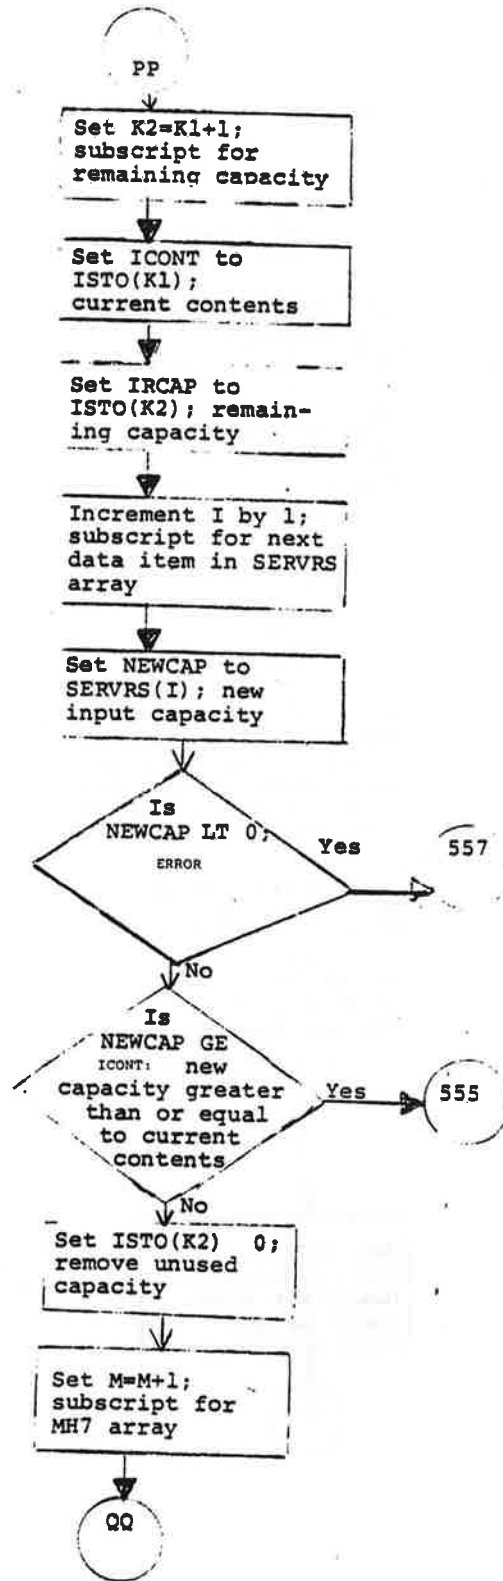 PP
Set K2=K1+1;
subscript for
remaining capacity
Set ICONT to
ISTO(K1);
current contents
Set IRCAP to
ISTO(K2); remain-
ing capacity
Increment I by 1;
subscript for next
data item in SERVRS
array
Set NEWCAP to
SERVRS(I); new
input capacity
Is
NEWCAP LT 0;
ERROR
Yes
557
No
Is
NEWCAP GE
ICONT: new
capacity greater
than or equal
to current
contents
Yes
555
No
Set ISTO(K2) 0;
remove unused
capacity
Set M=M+1;
subscript for
MH7 array
QQ